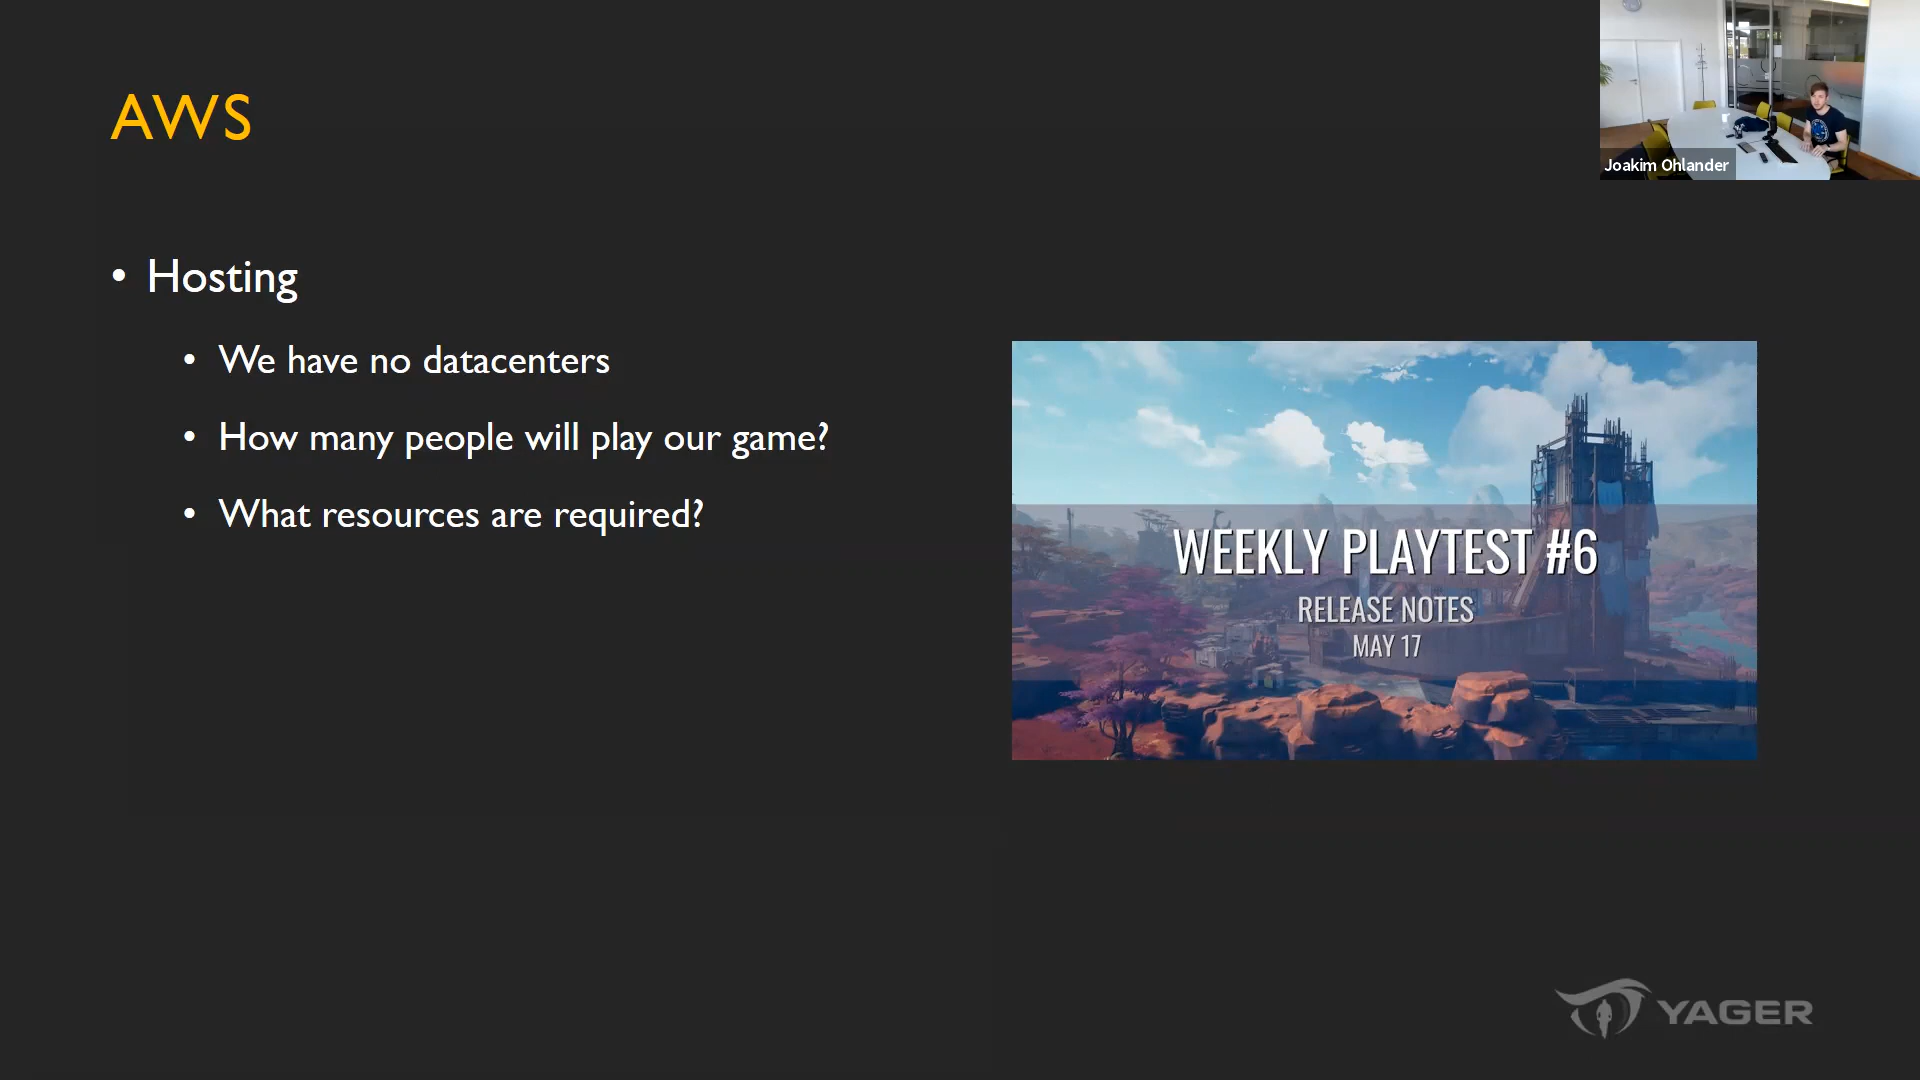 AWS
Joakim Ohlander
• Hosting
• We have no datacenters
• How many people will play our game?
• What resources are required?
WEEKLY PLAYTEST #6
RELEASE NOTES
MAY 17
YAGER